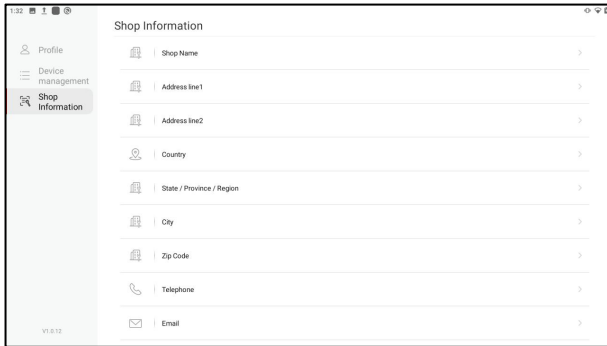 1:32
Shop Information
Profile
Device
management
Shop
Information
Shop Name
Address line1
Address line2
Country
State / Province / Region
City
Zip Code
Telephone
Email
V1.0.12